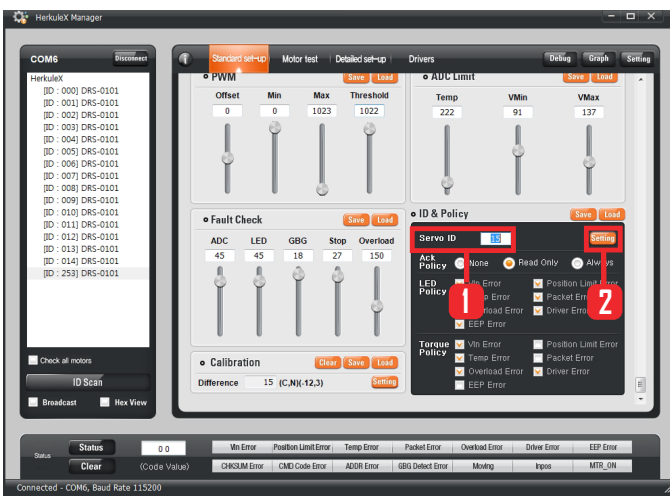 HerkuleX Manager
COM6 Disconnect
Standard set-up Motor test Detailed set-up Drivers Debug Graph Setting
HerkuleX
[ID : 000] DRS-0101
[ID : 001] DRS-0101
[ID : 002] DRS-0101
[ID : 003] DRS-0101
[ID : 004] DRS-0101
[ID : 005] DRS-0101
[ID : 006] DRS-0101
[ID : 007] DRS-0101
[ID : 008] DRS-0101
[ID : 009] DRS-0101
[ID : 010] DRS-0101
[ID : 011] DRS-0101
[ID : 012] DRS-0101
[ID : 013] DRS-0101
[ID : 014] DRS-0101
[ID : 253] DRS-0101
Check all motors
ID Scan
Broadcast Hex View
PWM Save Load
Offset Min Max Threshold
0 0 1023 1022
ADC Limit Save Load
Temp VMin VMax
222 91 137
Fault Check Save Load
ADC LED GBG Stop Overload
45 45 18 27 150
Calibration Clear Save Load
Difference 15 (C,N)(-12,3) Setting
ID & Policy Save Load
Servo ID 15 Setting
1 2
Ack Policy None Read Only Always
LED Policy Vin Error Position Limit Error
Error Packet
Error Driver Error
EEP Error
Torque Policy Vin Error Position Limit Error
Temp Error Packet Error
Overload Error Driver Error
EEP Error
Status Status 0 0 Vin Error Position Limit Error Temp Error Packet Error Overload Error Driver Error EEP Error
Clear (Code Value) CHKSUM Error CMD Code Error ADDR Error GBG Detect Error Moving Inpos MTR_ON
Connected - COM6, Baud Rate 115200